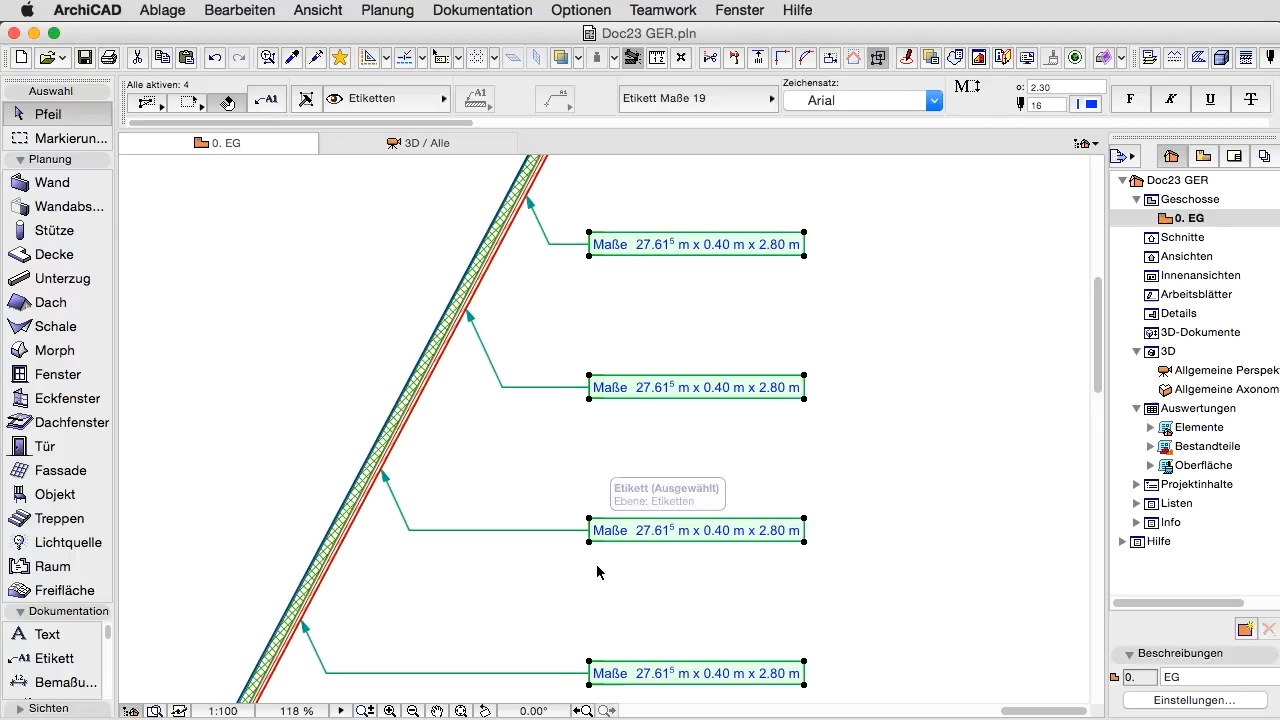 ArchiCAD Ablage Bearbeiten Ansicht Planung Dokumentation Optionen Teamwork Fenster Hilfe
Doc23 GER.pln
Auswahl
Pfeil
Markierun...
Planung
Wand
Wandabs...
Stütze
Decke
Unterzug
Dach
Schale
Morph
Fenster
Eckfenster
Dachfenster
Tür
Fassade
Objekt
Treppen
Lichtquelle
Raum
Freifläche
Dokumentation
Text
Etikett
Bemaßu...
Sichten
Alle aktiven: 4
A1
Etiketten
A1
Etikett Maße 19
Zeichensatz:
Arial
M
2.30
16
F K U T
0. EG
3D / Alle
Maße 27.61⁵ m x 0.40 m x 2.80 m
Maße 27.61⁵ m x 0.40 m x 2.80 m
Etikett (Ausgewählt)
Ebene: Etiketten
Maße 27.61⁵ m x 0.40 m x 2.80 m
Maße 27.61⁵ m x 0.40 m x 2.80 m
1:100 118 % 0.00°
Doc23 GER
Geschosse
0. EG
Schnitte
Ansichten
Innenansichten
Arbeitsblätter
Details
3D-Dokumente
3D
Allgemeine Perspek
Allgemeine Axonom
Auswertungen
Elemente
Bestandteile
Oberfläche
Projektinhalte
Listen
Info
Hilfe
Beschreibungen
0. EG
Einstellungen...